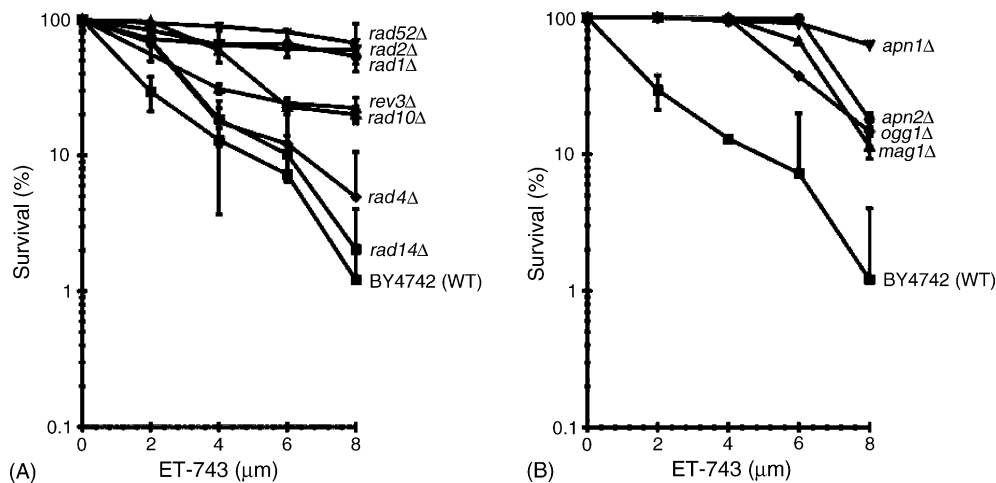 100
10
1
0.1
Survival (%)
0 2 4 6 8
ET-743 (μm)
(A)
rad52Δ
rad2Δ
rad1Δ
rev3Δ
rad10Δ
rad4Δ
rad14Δ
BY4742 (WT)
100
10
1
0.1
Survival (%)
0 2 4 6 8
ET-743 (μm)
(B)
apn1Δ
apn2Δ
ogg1Δ
mag1Δ
BY4742 (WT)